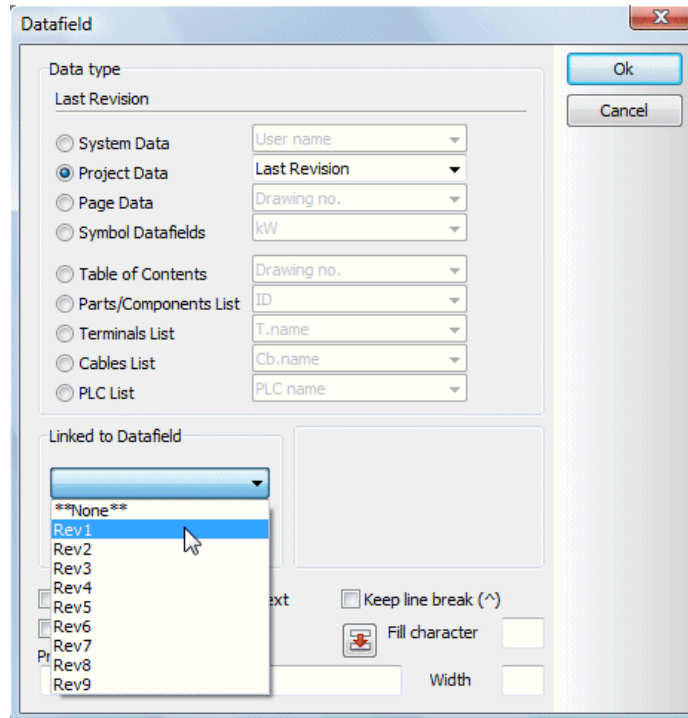 Datafield
Data type
Last Revision
System Data User name
Project Data Last Revision
Page Data Drawing no.
Symbol Datafields kW
Table of Contents Drawing no.
Parts/Components List ID
Terminals List T.name
Cables List Cb.name
PLC List PLC name
Ok
Cancel
Linked to Datafield
**None**
Rev1
Rev2
Rev3
Rev4
Rev5
Rev6
Rev7
Rev8
Rev9
Keep line break (^)
Fill character
Width